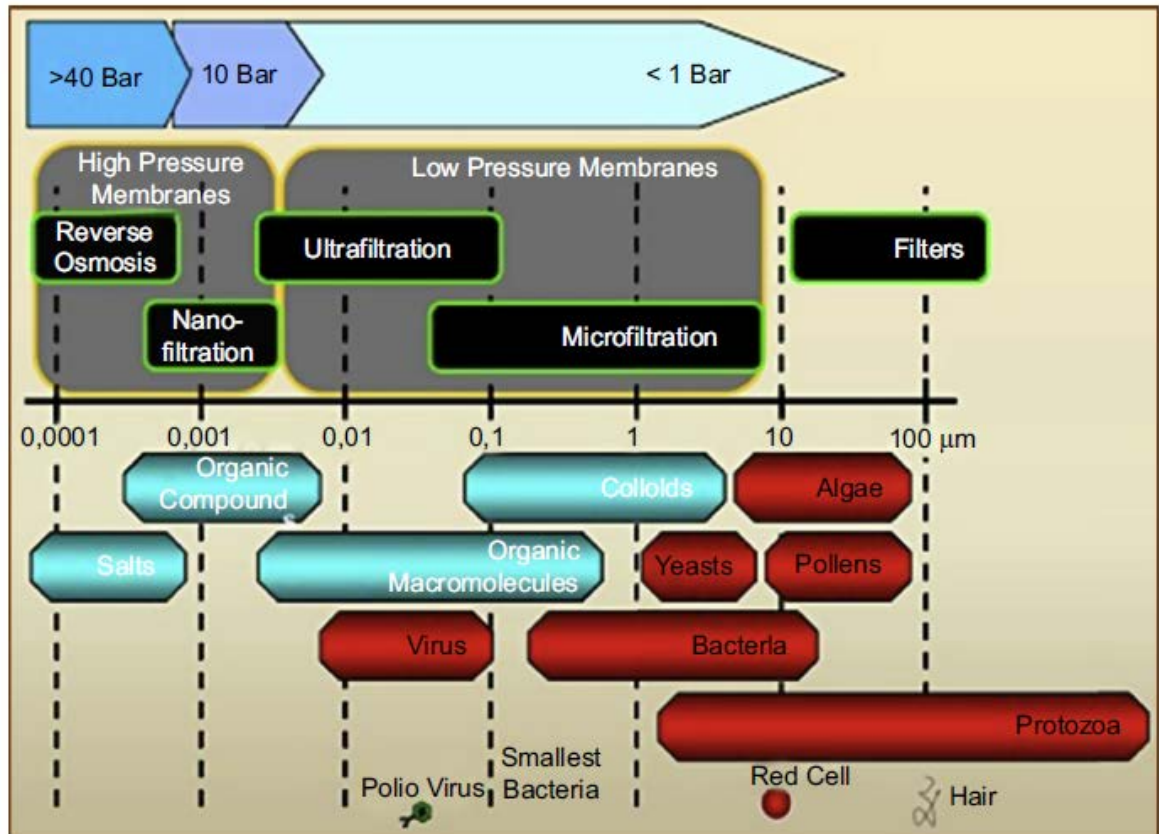 >40 Bar
10 Bar
< 1 Bar
High Pressure
Membranes
Low Pressure Membranes
Reverse
Osmosis
Ultrafiltration
Filters
Nano-
filtration
Microfiltration
0,0001
0,001
0,01
0,1
1
10
100 μm
Organic
Compound
s
Colloids
Algae
Salts
Organic
Macromolecules
Yeasts
Pollens
Virus
Bacteria
Protozoa
Polio Virus
Smallest
Bacteria
Red Cell
Hair